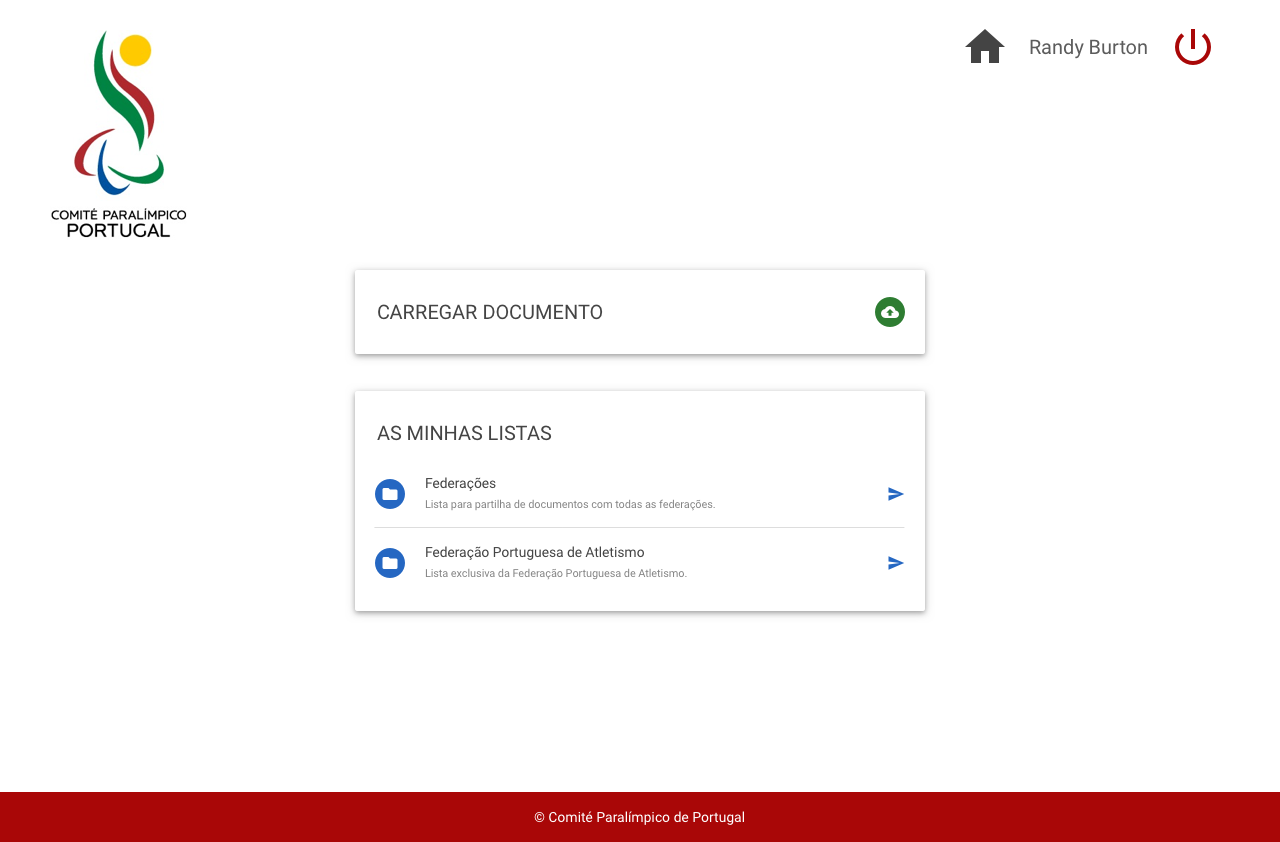 COMITÉ PARALÍMPICO
PORTUGAL
Randy Burton
CARREGAR DOCUMENTO
AS MINHAS LISTAS
Federações
Lista para partilha de documentos com todas as federações.
Federação Portuguesa de Atletismo
Lista exclusiva da Federação Portuguesa de Atletismo.
© Comité Paralímpico de Portugal